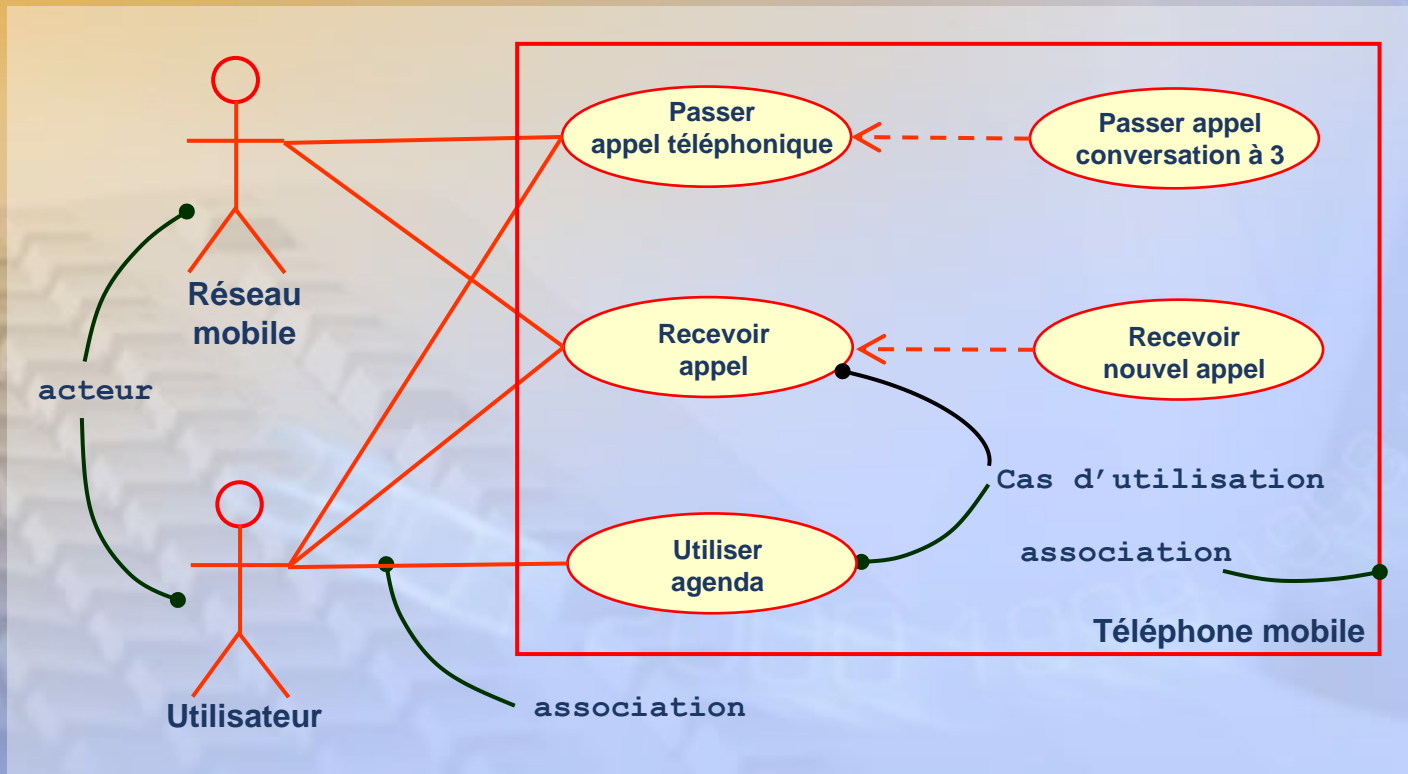 Passer
appel téléphonique
Passer appel
conversation à 3
Réseau
mobile
Recevoir
appel
Recevoir
nouvel appel
acteur
Cas d'utilisation
Utiliser
agenda
association
Téléphone mobile
Utilisateur
association